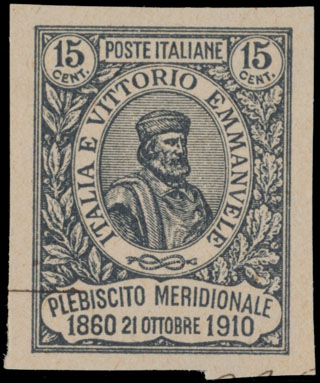 15 CENT.
POSTE ITALIANE
15 CENT.
ITALIA E VITTORIO EMMANVELE
PLEBISCITO MERIDIONALE
1860 21 OTTOBRE 1910